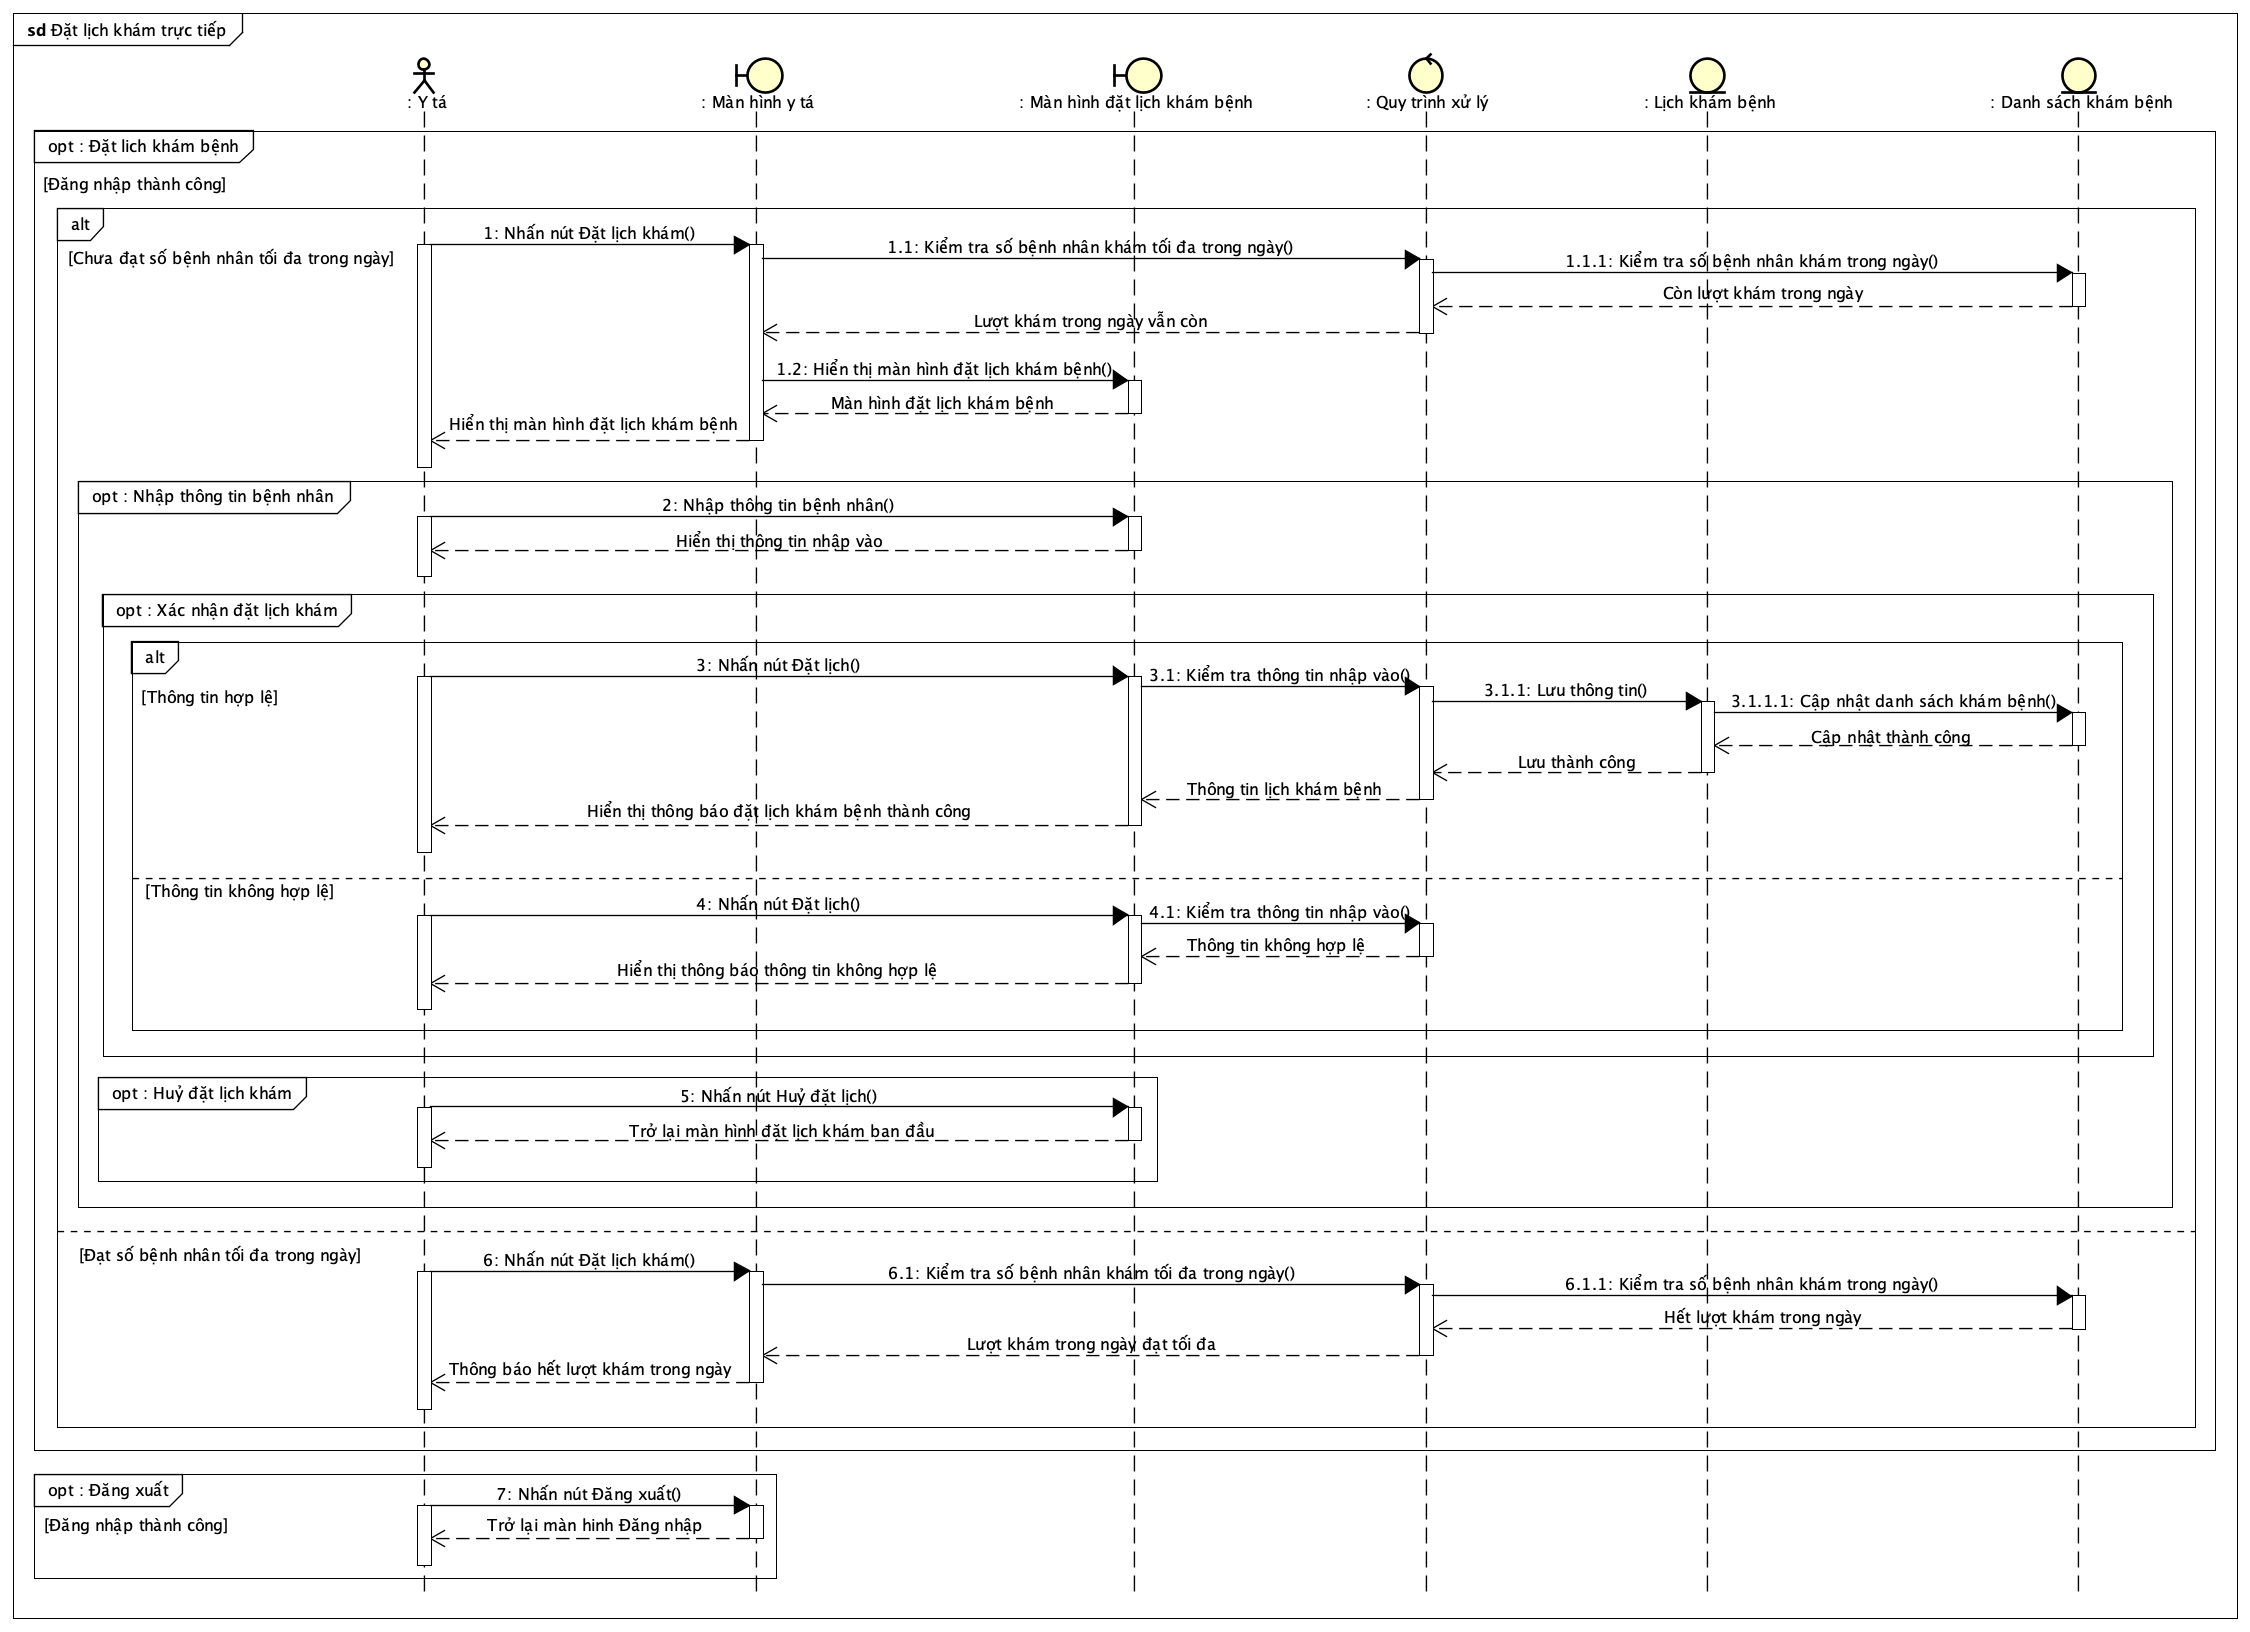 sd Đặt lịch khám trực tiếp
: Y tá
: Màn hình y tá
: Màn hình đặt lịch khám bệnh
: Quy trình xử lý
: Lịch khám bệnh
: Danh sách khám bệnh
opt : Đặt lich khám bệnh
[Đăng nhập thành công]
alt
[Chưa đạt số bệnh nhân tối đa trong ngày]
1: Nhấn nút Đặt lịch khám()
1.1: Kiểm tra số bệnh nhân khám tối đa trong ngày()
1.1.1: Kiểm tra số bệnh nhân khám trong ngày()
Còn lượt khám trong ngày
Lượt khám trong ngày vẫn còn
1.2: Hiển thị màn hình đặt lịch khám bệnh()
Màn hình đặt lịch khám bệnh
Hiển thị màn hình đặt lịch khám bệnh
opt : Nhập thông tin bệnh nhân
2: Nhập thông tin bệnh nhân()
Hiển thị thông tin nhập vào
opt : Xác nhận đặt lịch khám
alt
[Thông tin hợp lệ]
3: Nhấn nút Đặt lịch()
3.1: Kiểm tra thông tin nhập vào()
3.1.1: Lưu thông tin()
3.1.1.1: Cập nhật danh sách khám bệnh()
Cập nhật thành công
Lưu thành công
Thông tin lịch khám bệnh
Hiển thị thông báo đặt lịch khám bệnh thành công
[Thông tin không hợp lệ]
4: Nhấn nút Đặt lịch()
4.1: Kiểm tra thông tin nhập vào()
Thông tin không hợp lệ
Hiển thị thông báo thông tin không hợp lệ
opt : Huỷ đặt lịch khám
5: Nhấn nút Huỷ đặt lịch()
Trở lại màn hình đặt lịch khám ban đầu
[Đạt số bệnh nhân tối đa trong ngày]
6: Nhấn nút Đặt lịch khám()
6.1: Kiểm tra số bệnh nhân khám tối đa trong ngày()
6.1.1: Kiểm tra số bệnh nhân khám trong ngày()
Hết lượt khám trong ngày
Lượt khám trong ngày đạt tối đa
Thông báo hết lượt khám trong ngày
opt : Đăng xuất
[Đăng nhập thành công]
7: Nhấn nút Đăng xuất()
Trở lại màn hinh Đăng nhập